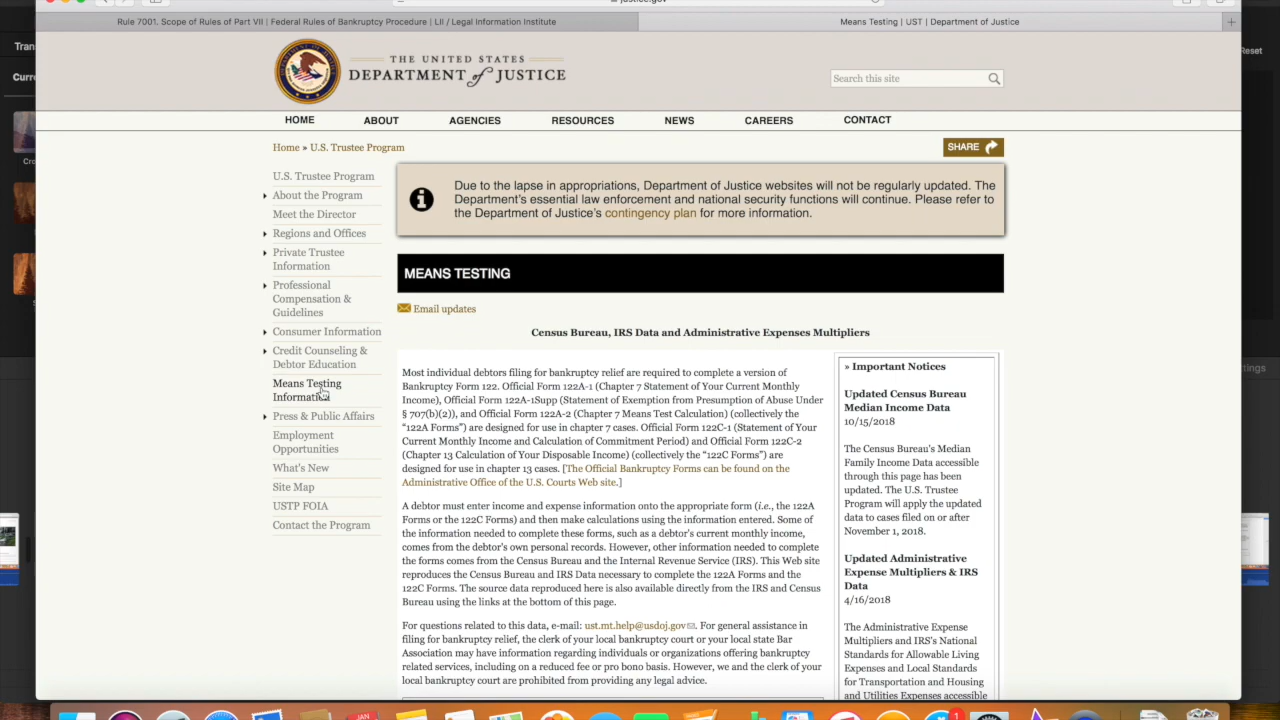 justice.gov
Rule 7001. Scope of Rules of Part VII | Federal Rules of Bankruptcy Procedure | LII / Legal Information Institute
Means Testing | UST | Department of Justice
Reset
THE UNITED STATES
DEPARTMENT of JUSTICE
Search this site
HOME
ABOUT
AGENCIES
RESOURCES
NEWS
CAREERS
CONTACT
Home » U.S. Trustee Program
SHARE
U.S. Trustee Program
About the Program
Meet the Director
Regions and Offices
Private Trustee
Information
Professional
Compensation &
Guidelines
Consumer Information
Credit Counseling &
Debtor Education
Means Testing
Information
Press & Public Affairs
Employment
Opportunities
What's New
Site Map
USTP FOIA
Contact the Program
Due to the lapse in appropriations, Department of Justice websites will not be regularly updated. The
Department's essential law enforcement and national security functions will continue. Please refer to
the Department of Justice's contingency plan for more information.
MEANS TESTING
Email updates
Census Bureau, IRS Data and Administrative Expenses Multipliers
Most individual debtors filing for bankruptcy relief are required to complete a version of
Bankruptcy Form 122. Official Form 122A-1 (Chapter 7 Statement of Your Current Monthly
Income), Official Form 122A-1Supp (Statement of Exemption from Presumption of Abuse Under
§ 707(b)(2)), and Official Form 122A-2 (Chapter 7 Means Test Calculation) (collectively the
“122A Forms”) are designed for use in chapter 7 cases. Official Form 122C-1 (Statement of Your
Current Monthly Income and Calculation of Commitment Period) and Official Form 122C-2
(Chapter 13 Calculation of Your Disposable Income) (collectively the “122C Forms”) are
designed for use in chapter 13 cases. [The Official Bankruptcy Forms can be found on the
Administrative Office of the U.S. Courts Web site.]
A debtor must enter income and expense information onto the appropriate form (i.e., the 122A
Forms or the 122C Forms) and then make calculations using the information entered. Some of
the information needed to complete these forms, such as a debtor's current monthly income,
comes from the debtor's own personal records. However, other information needed to complete
the forms comes from the Census Bureau and the Internal Revenue Service (IRS). This Web site
reproduces the Census Bureau and IRS Data necessary to complete the 122A Forms and the
122C Forms. The source data reproduced here is also available directly from the IRS and Census
Bureau using the links at the bottom of this page.
For questions related to this data, e-mail: ust.mt.help@usdoj.gov. For general assistance in
filing for bankruptcy relief, the clerk of your local bankruptcy court or your local state Bar
Association may have information regarding individuals or organizations offering bankruptcy
related services, including on a reduced fee or pro bono basis. However, we and the clerk of your
local bankruptcy court are prohibited from providing any legal advice.
» Important Notices
Updated Census Bureau
Median Income Data
10/15/2018
The Census Bureau's Median
Family Income Data accessible
through this page has been
updated. The U.S. Trustee
Program will apply the updated
data to cases filed on or after
November 1, 2018.
Updated Administrative
Expense Multipliers & IRS
Data
4/16/2018
The Administrative Expense
Multipliers and IRS's National
Standards for Allowable Living
Expenses and Local Standards
for Transportation and Housing
and Utilities Expenses accessible
JAN
1